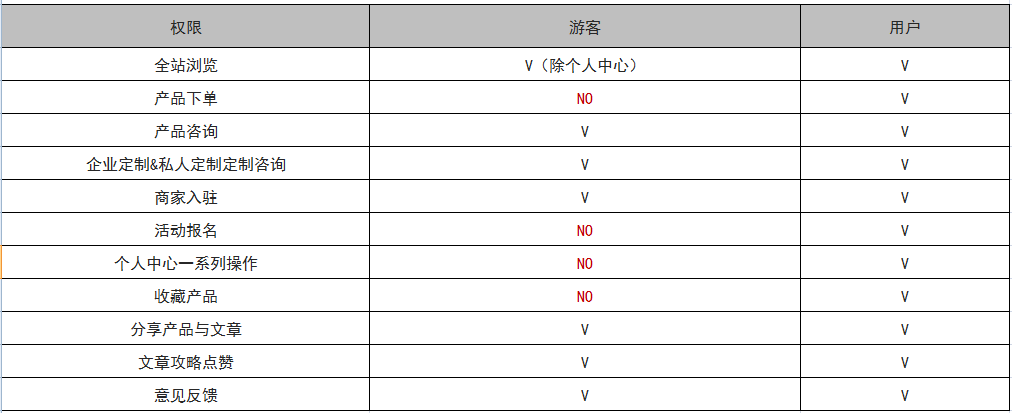 权限 游客 用户
全站浏览 V（除个人中心） V
产品下单 NO V
产品咨询 V V
企业定制&私人定制定制咨询 V V
商家入驻 V V
活动报名 NO V
个人中心一系列操作 NO V
收藏产品 NO V
分享产品与文章 V V
文章攻略点赞 V V
意见反馈 V V